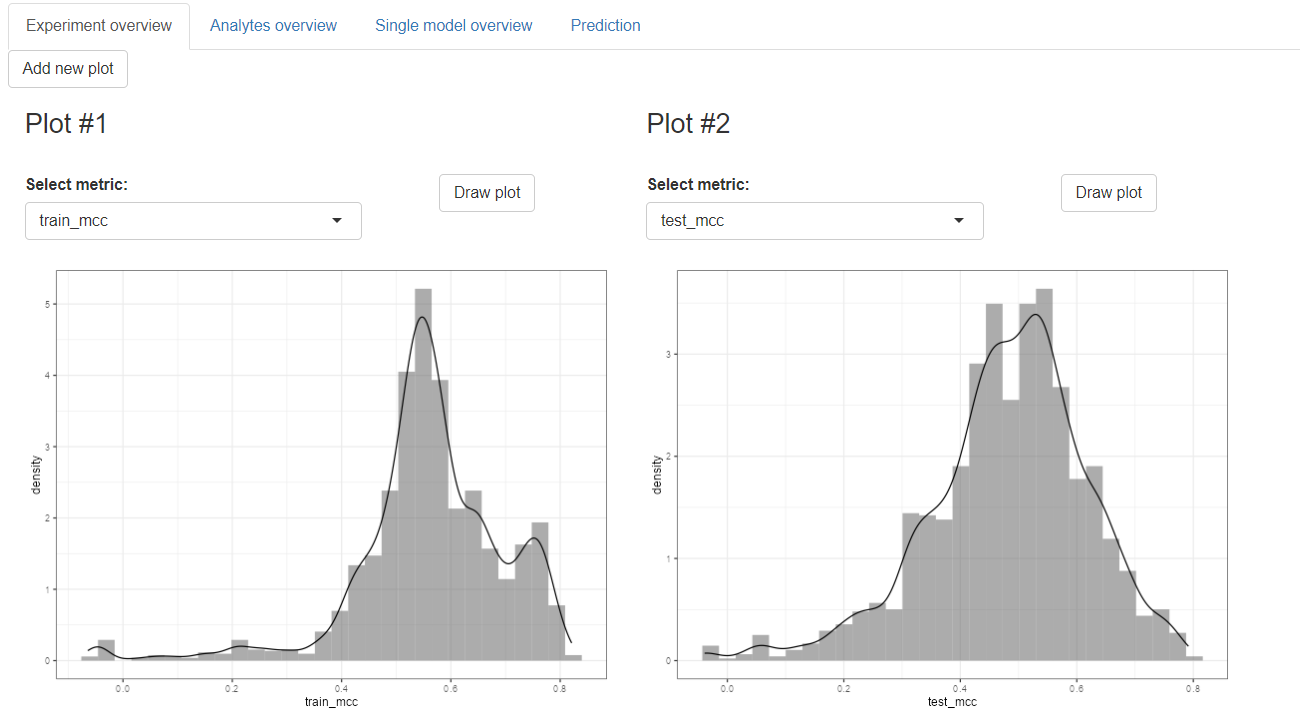 Experiment overview Analytes overview Single model overview Prediction
Add new plot
Plot #1
Select metric:
Draw plot
train_mcc
5
4
3
2
1
0
density
0.0 0.2 0.4 0.6 0.8
train_mcc
Plot #2
Select metric:
Draw plot
test_mcc
3
2
1
0
density
0.0 0.2 0.4 0.6 0.8
test_mcc